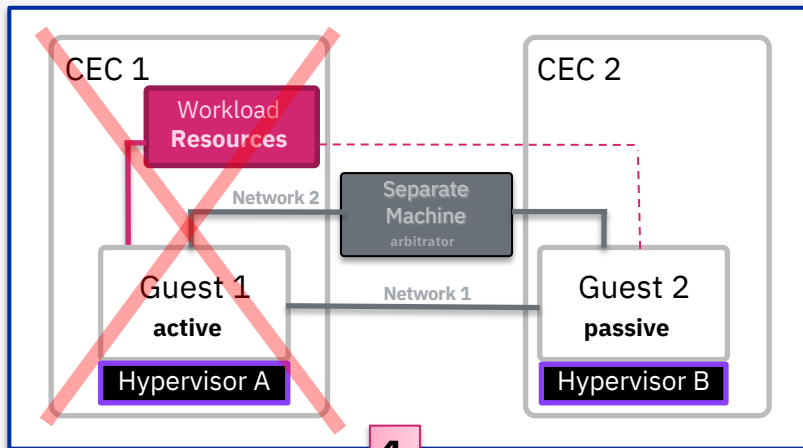 CEC 1
CEC 2
Workload
Resources
Network 2
Separate
Machine
arbitrator
Guest 1
active
Network 1
Guest 2
passive
Hypervisor A
Hypervisor B